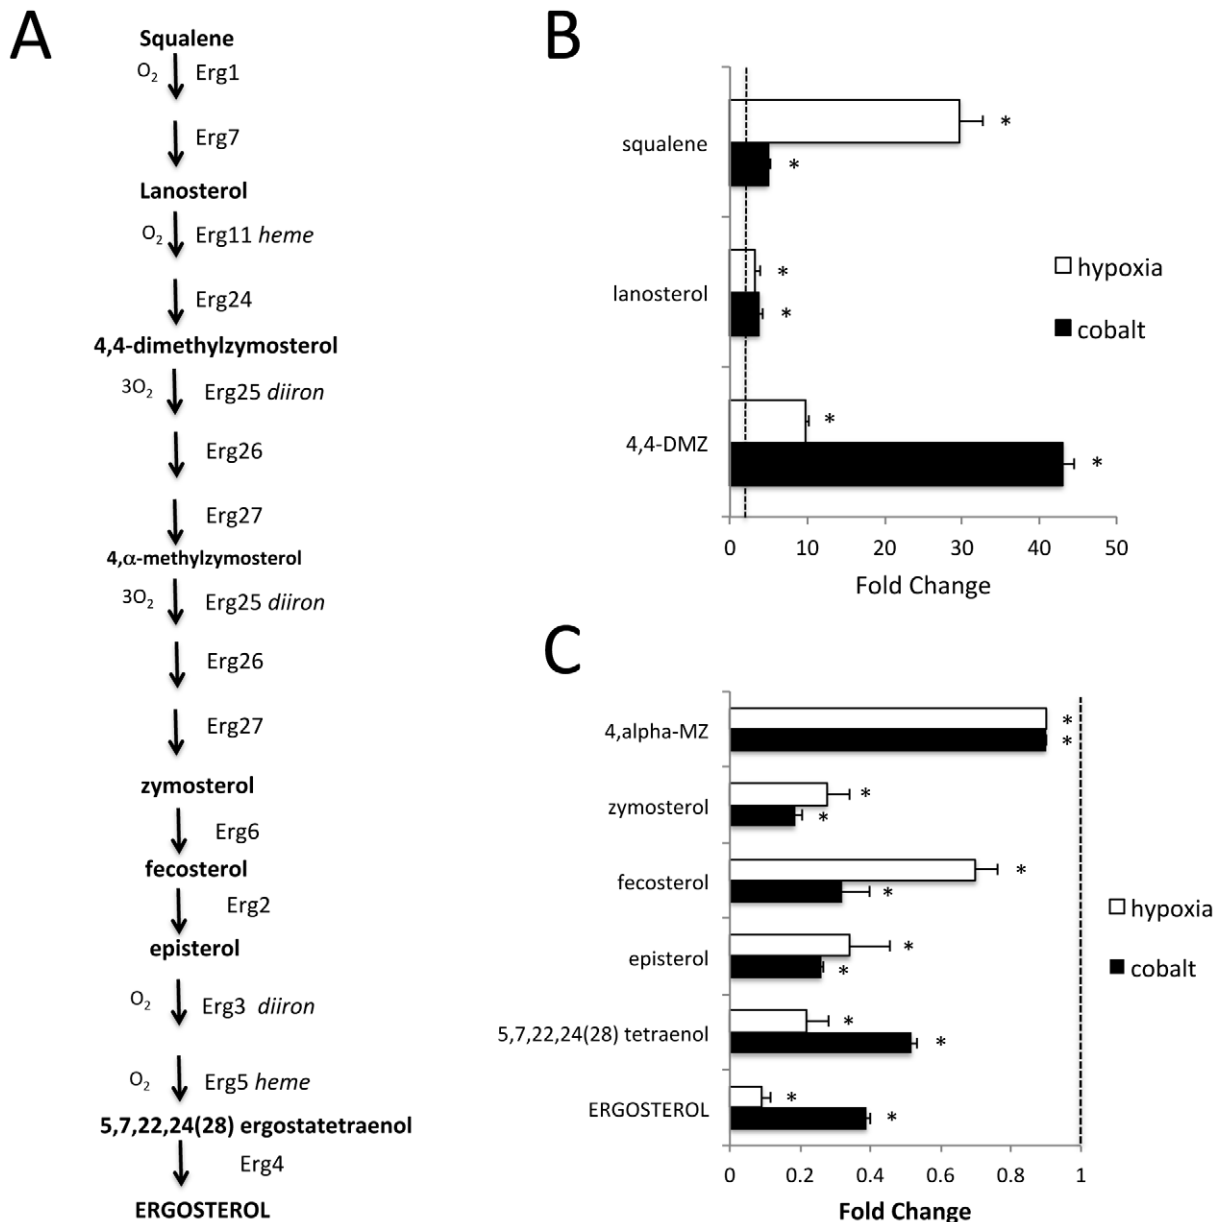 A
Squalene
O2 Erg1
Erg7
Lanosterol
O2 Erg11 heme
Erg24
4,4-dimethylzymosterol
3O2 Erg25 diiron
Erg26
Erg27
4,α-methylzymosterol
3O2 Erg25 diiron
Erg26
Erg27
zymosterol
Erg6
fecosterol
Erg2
episterol
O2 Erg3 diiron
O2 Erg5 heme
5,7,22,24(28) ergostatetraenol
Erg4
ERGOSTEROL
B
squalene
*
*
lanosterol
*
*
4,4-DMZ
*
*
hypoxia
cobalt
0 10 20 30 40 50
Fold Change
C
4,alpha-MZ
*
*
zymosterol
*
*
fecosterol
*
*
episterol
*
*
5,7,22,24(28) tetraenol
*
*
ERGOSTEROL
*
*
hypoxia
cobalt
0 0.2 0.4 0.6 0.8 1
Fold Change